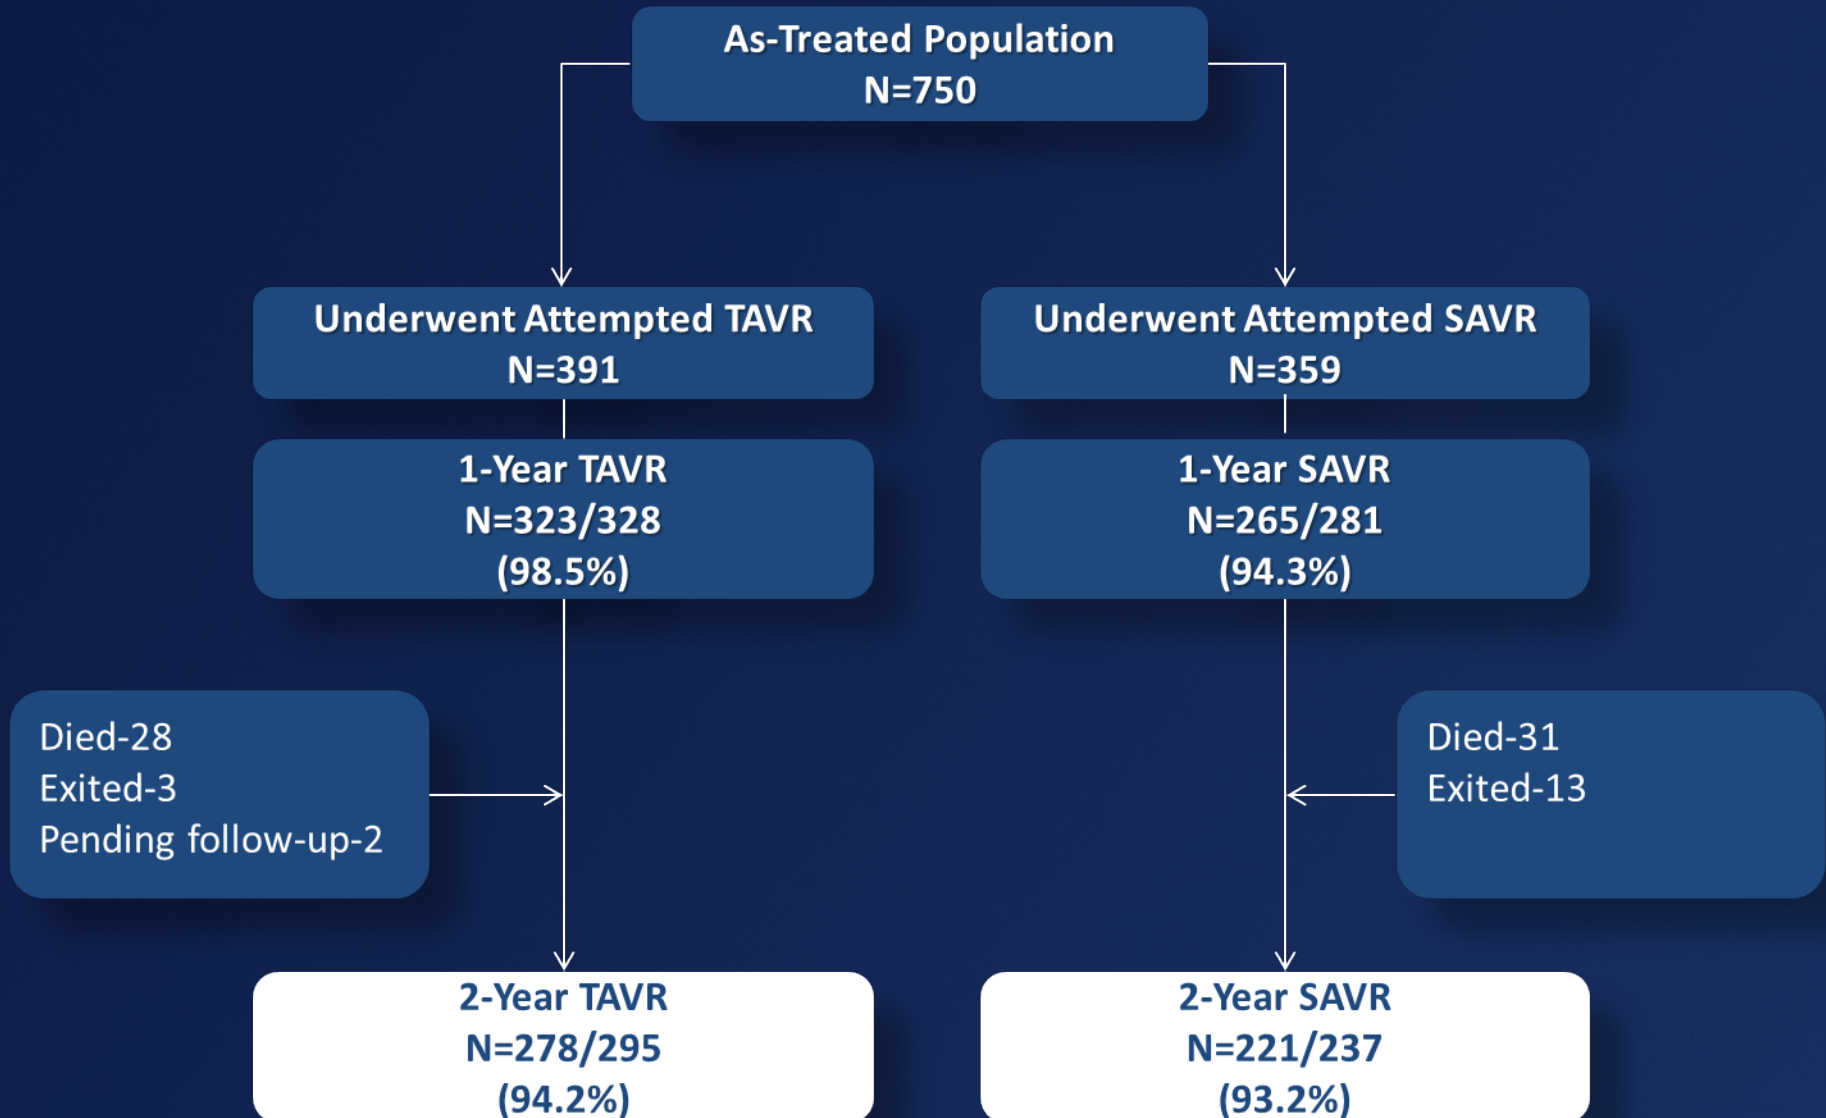 As-Treated Population
N=750
Underwent Attempted TAVR
N=391
Underwent Attempted SAVR
N=359
1-Year TAVR
N=323/328
(98.5%)
1-Year SAVR
N=265/281
(94.3%)
Died-28
Exited-3
Pending follow-up-2
Died-31
Exited-13
2-Year TAVR
N=278/295
(94.2%)
2-Year SAVR
N=221/237
(93.2%)